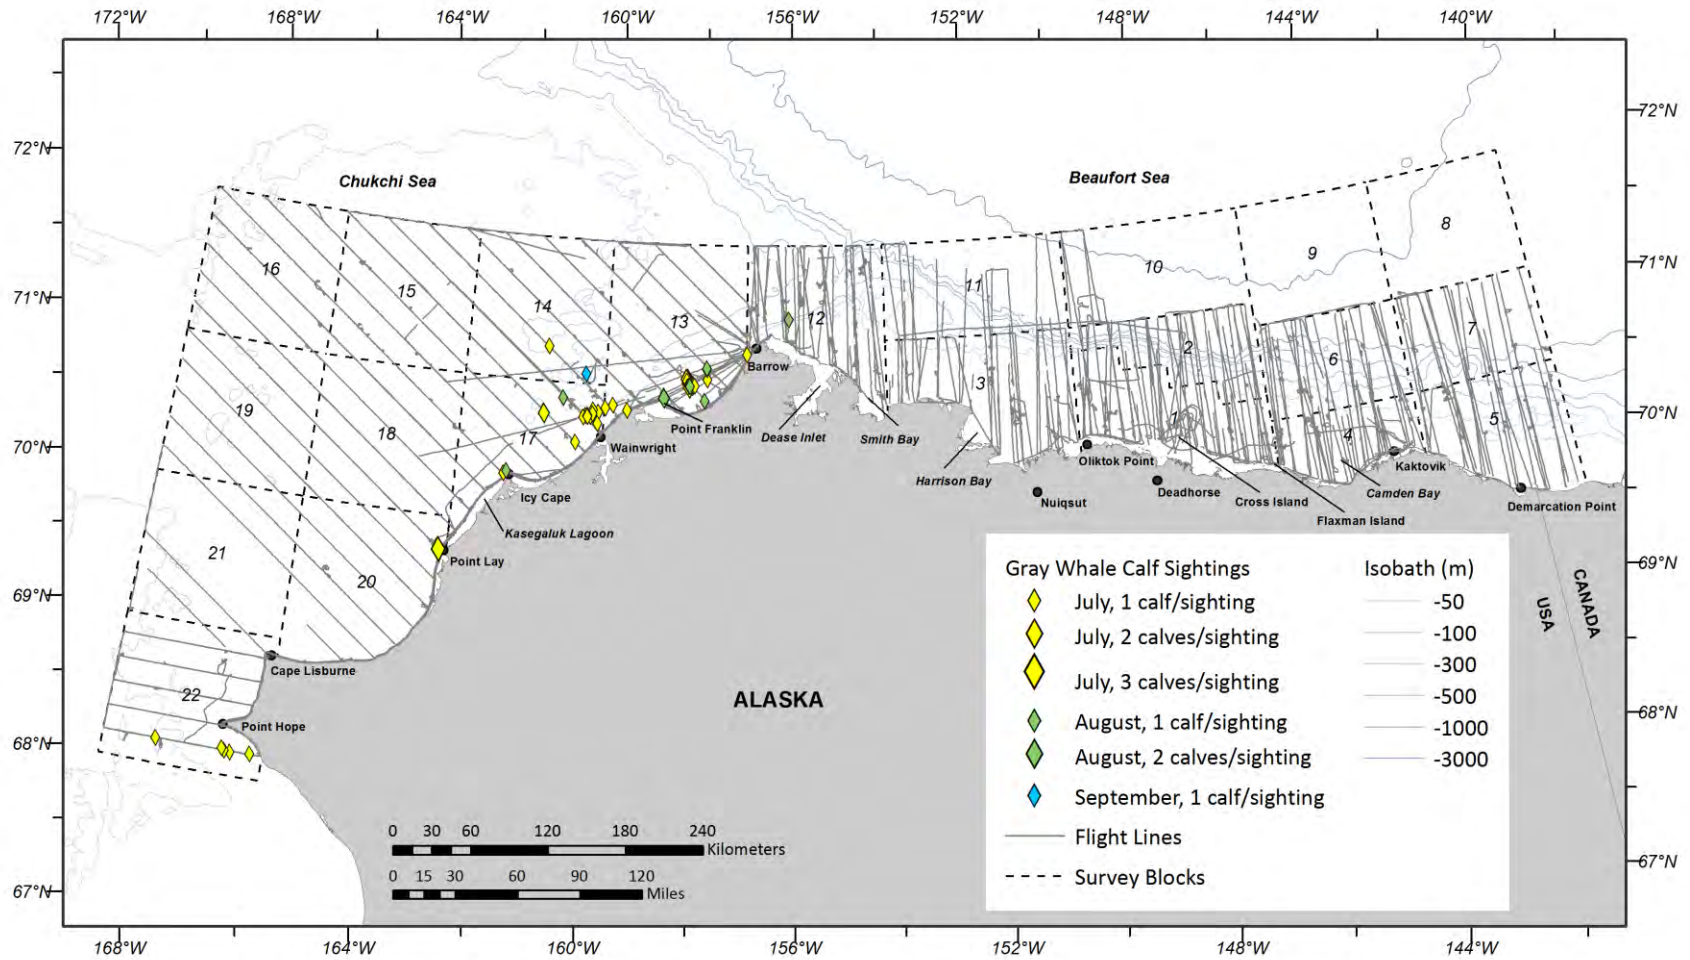 172°W 168°W 164°W 160°W 156°W 152°W 148°W 144°W 140°W
72°N
72°N
Chukchi Sea
Beaufort Sea
8
9
10
16
15
11
71°N
71°N
14
13
12
7
2
6
Barrow
3
19
70°N
70°N
18
17
1
4
5
Point Franklin
Dease Inlet
Smith Bay
Wainwright
Oliktok Point
Kaktovik
Harrison Bay
Icy Cape
Nuiqsut
Deadhorse
Cross Island
Camden Bay
Demarcation Point
Flaxman Island
Kasegaluk Lagoon
21
Point Lay
20
69°N
69°N
Cape Lisburne
22
Point Hope
68°N
68°N
67°N
67°N
ALASKA
USA
CANADA
Gray Whale Calf Sightings
July, 1 calf/sighting
July, 2 calves/sighting
July, 3 calves/sighting
August, 1 calf/sighting
August, 2 calves/sighting
September, 1 calf/sighting
Flight Lines
Survey Blocks
Isobath (m)
-50
-100
-300
-500
-1000
-3000
0 30 60 120 180 240
Kilometers
0 15 30 60 90 120
Miles
168°W 164°W 160°W 156°W 152°W 148°W 144°W